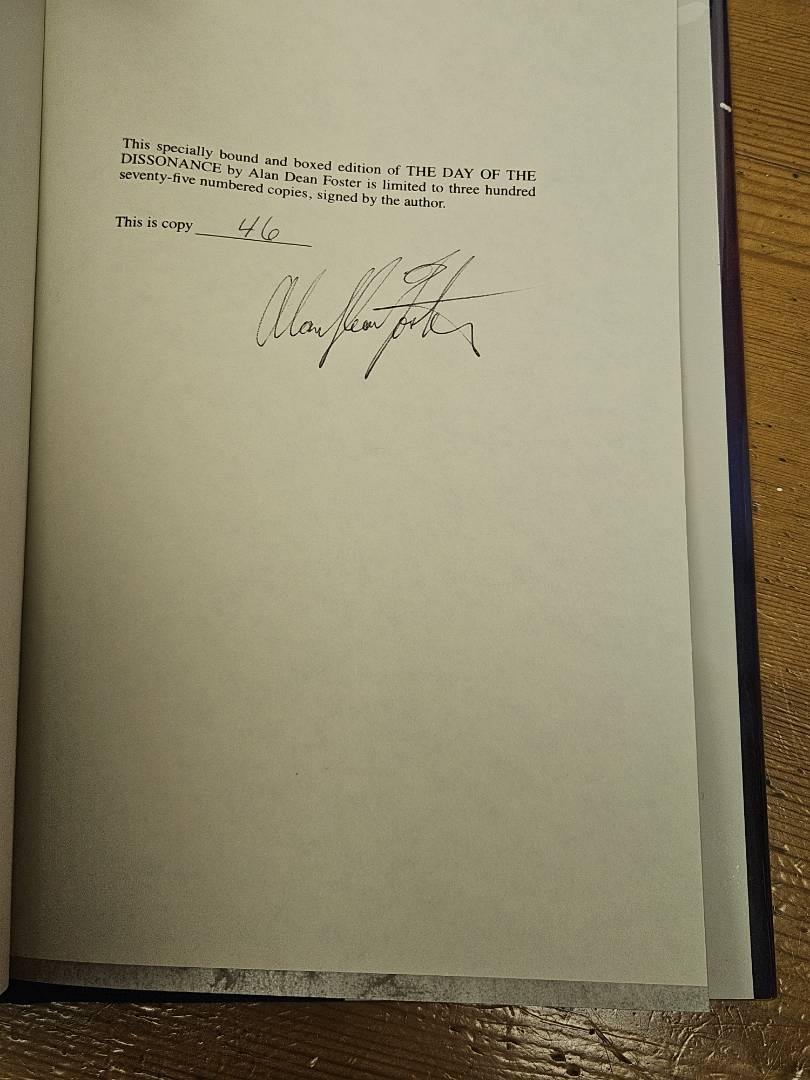 This specially bound and boxed edition of THE DAY OF THE
DISSONANCE by Alan Dean Foster is limited to three hundred
seventy-five numbered copies, signed by the author.
This is copy 46
Alan Dean Foster